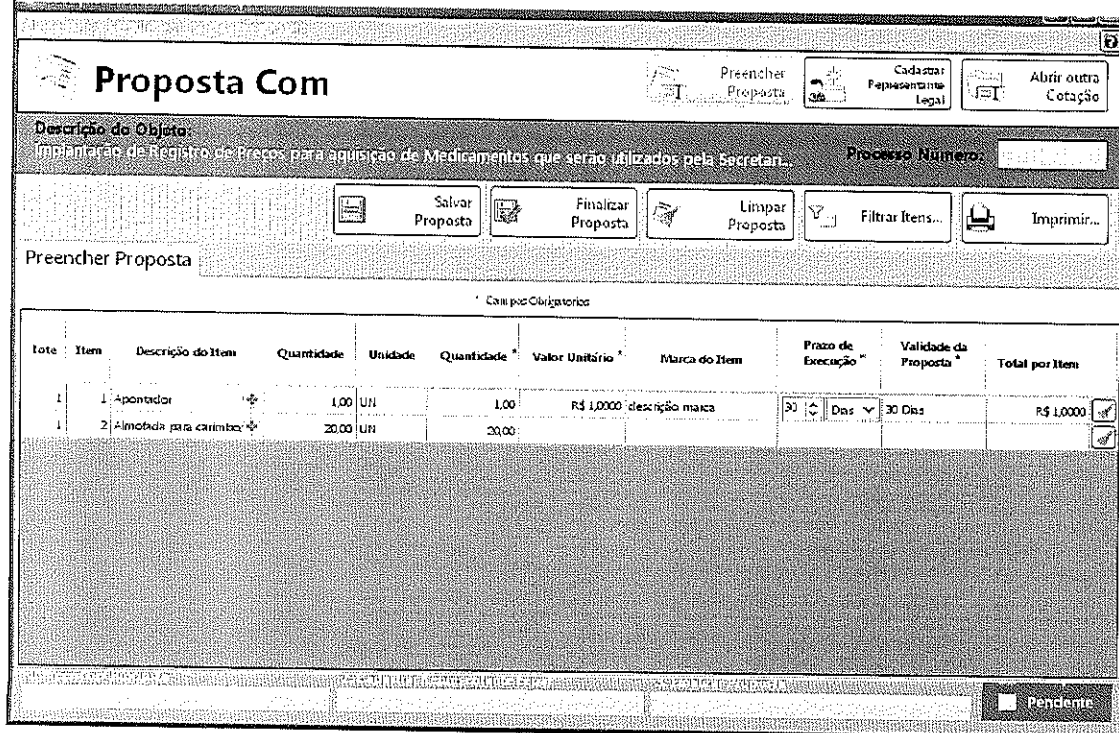 Proposta Com
Preencher
Proposta
Cadastrar
Representante
Legal
Abrir outra
Cotação
Descrição do Objeto:
Implantação de Registro de Preços para aquisição de Medicamentos que serão utilizados pela Secretari...
Processo Número:
Salvar
Proposta
Finalizar
Proposta
Limpar
Proposta
Filtrar Itens...
Imprimir...
Preencher Proposta
* Campos Obrigatorios
Lote Item Descrição do Item Quantidade Unidade Quantidade * Valor Unitário * Marca do Item Prazo de Execução * Validade da Proposta * Total por Item
1 1 Apontador 1,00 UN 1,00 R$ 1,0000 descrição marca 30 Dias 30 Dias R$ 1,0000
1 2 Almofada para carimbo 20,00 UN 20,00
Pendente